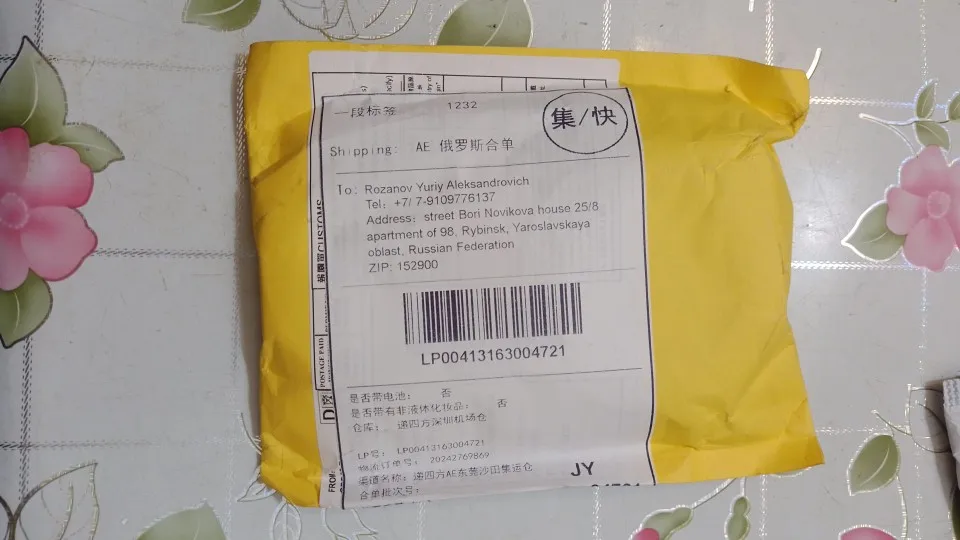 一段标签 1232
集/快
Shipping: AE 俄罗斯合单
To: Rozanov Yuriy Aleksandrovich
Tel: +7/ 7-9109776137
Address: street Bori Novikova house 25/8
apartment of 98, Rybinsk, Yaroslavskaya
oblast, Russian Federation
ZIP: 152900
LP00413163004721
是否带电池: 否
是否带有非液体化妆品: 否
仓库: 递四方深圳机场仓
LP号: LP00413163004721
物流订单号: 20242769869
渠道名称: 递四方AE东莞沙田集运仓
JY
合单批次号:
CUSTOMS
POSTAGE PAID
FROM